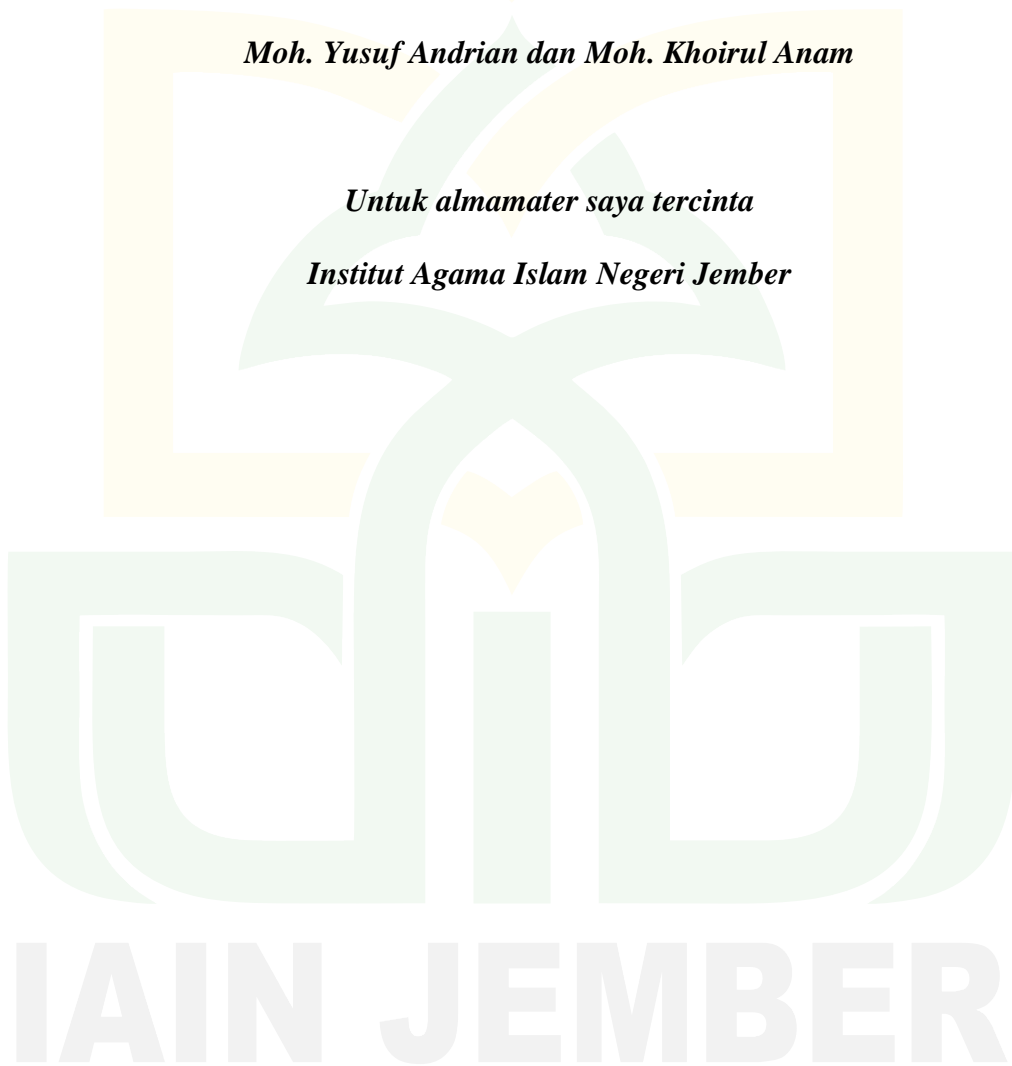 Moh. Yusuf Andrian dan Moh. Khoirul Anam
Untuk almamater saya tercinta
Institut Agama Islam Negeri Jember
IAIN JEMBER